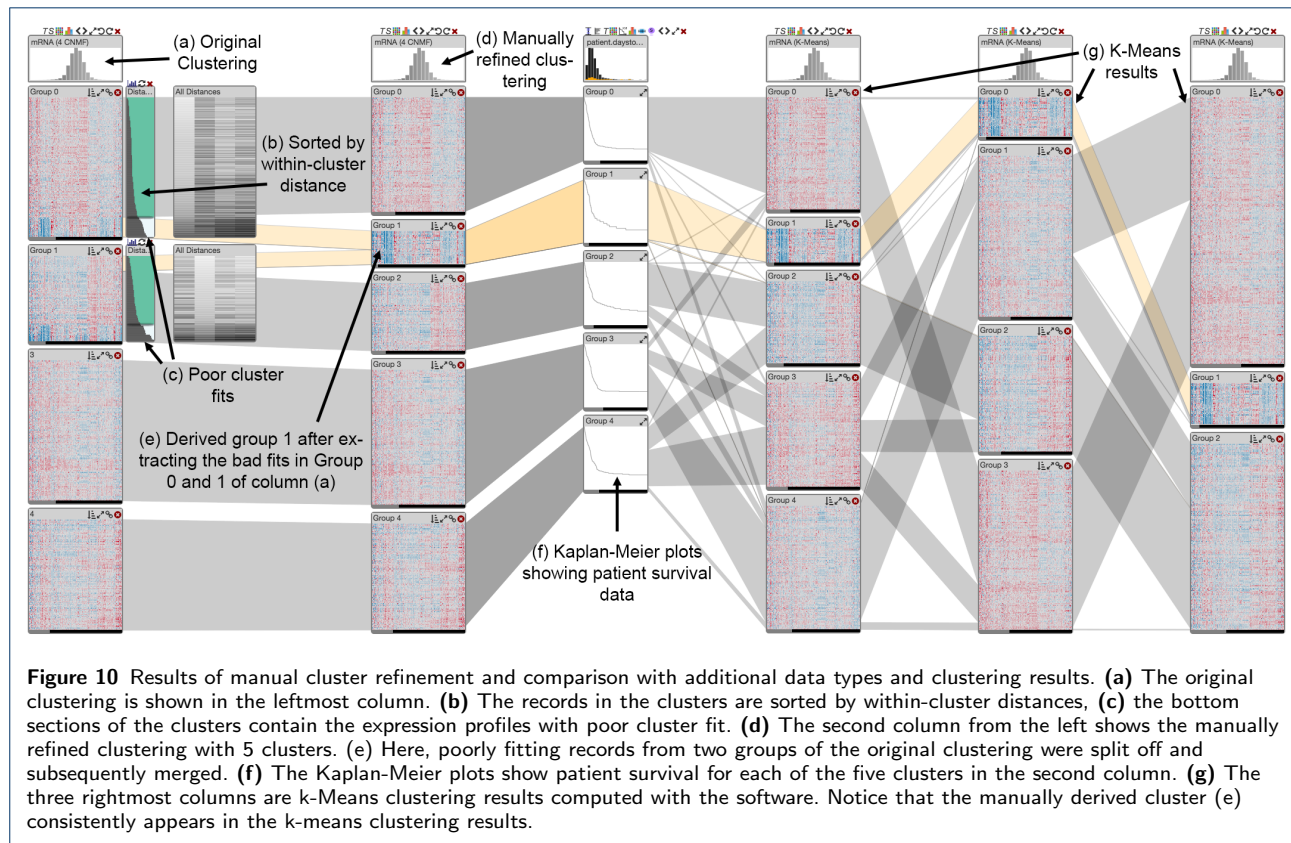 TS
TS
T
TS
TS
TS
mRNA (4 CNMF)
(a) Original
Clustering
mRNA (4 CNMF)
(d) Manually
refined clus-
tering
patient.daysto...
mRNA (K-Means)
mRNA (K-Means)
(g) K-Means
results
mRNA (K-Means)
Group 0
Dista...
All Distances
(b) Sorted by
within-cluster
distance
Group 1
Dista...
All Distances
(c) Poor cluster
fits
3
(e) Derived group 1 after ex-
tracting the bad fits in Group
0 and 1 of column (a)
4
Group 0
Group 1
Group 2
Group 3
Group 4
Group 0
Group 1
Group 2
Group 3
Group 4
(f) Kaplan-Meier plots
showing patient survival
data
Group 0
Group 1
Group 2
Group 3
Group 4
Group 0
Group 1
Group 2
Group 3
Group 0
Group 1
Group 2
Figure 10 Results of manual cluster refinement and comparison with additional data types and clustering results. (a) The original
clustering is shown in the leftmost column. (b) The records in the clusters are sorted by within-cluster distances, (c) the bottom
sections of the clusters contain the expression profiles with poor cluster fit. (d) The second column from the left shows the manually
refined clustering with 5 clusters. (e) Here, poorly fitting records from two groups of the original clustering were split off and
subsequently merged. (f) The Kaplan-Meier plots show patient survival for each of the five clusters in the second column. (g) The
three rightmost columns are k-Means clustering results computed with the software. Notice that the manually derived cluster (e)
consistently appears in the k-means clustering results.